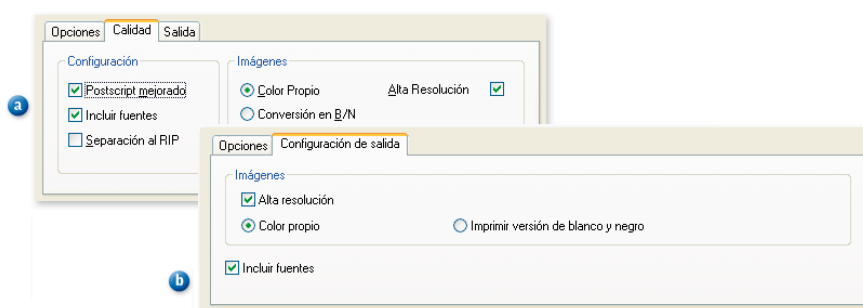 Opciones Calidad Salida
Configuración Imágenes
Postscript mejorado Color Propio Alta Resolución
a
Incluir fuentes Conversión en B/N
Separación al RIP
Opciones Configuración de salida
Imágenes
Alta resolución
Color propio Imprimir versión de blanco y negro
Incluir fuentes
b